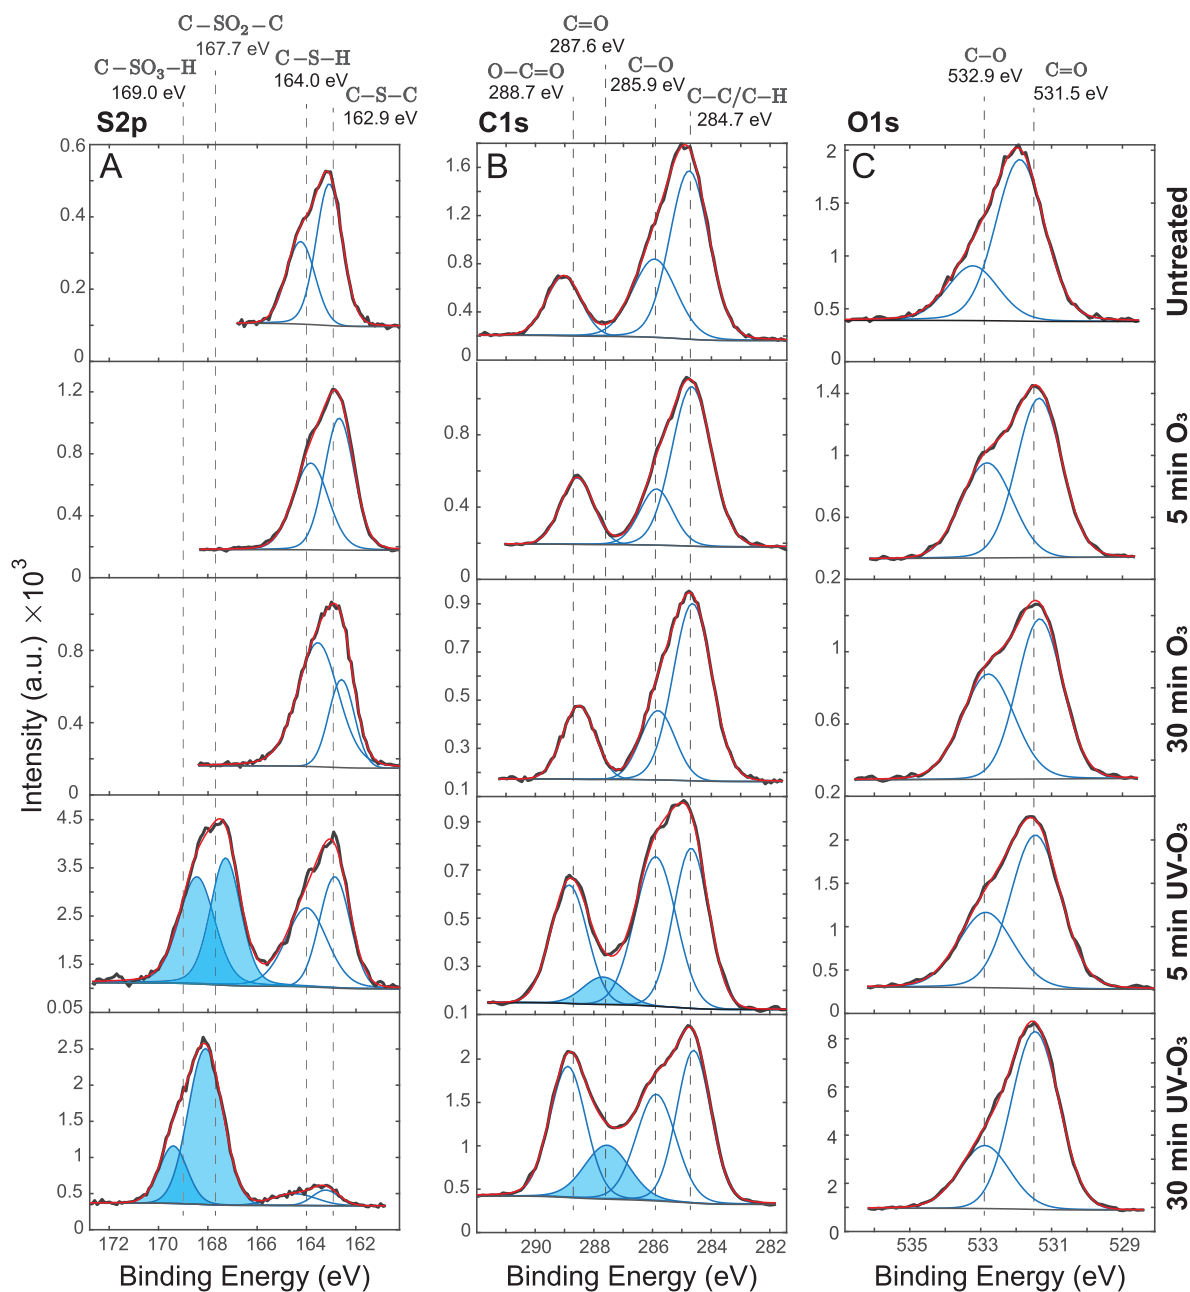 C–SO₂–C
167.7 eV
C–SO₃–H
169.0 eV
C–S–H
164.0 eV
C–S–C
162.9 eV
C=O
287.6 eV
O–C=O
288.7 eV
C–O
285.9 eV
C–C/C–H
284.7 eV
C–O
532.9 eV
C=O
531.5 eV
S2p
C1s
O1s
A
0.6
0.4
0.2
0
B
1.6
1.2
0.8
0.4
0
C
2
1.5
1
0.5
0
Untreated
1.2
0.8
0.4
0
0.8
0.4
0
1.4
1
0.6
0.2
5 min O₃
0.8
0.4
0
0.9
0.7
0.5
0.3
0.1
1
0.6
0.2
30 min O₃
4.5
3.5
2.5
1.5
0.05
0.9
0.7
0.5
0.3
0.1
2
1.5
1
0.5
0
5 min UV-O₃
2.5
2
1.5
1
0.5
0
2
1.5
1
0.5
0
8
6
4
2
0
30 min UV-O₃
Intensity (a.u.) ×10³
172 170 168 166 164 162
290 288 286 284 282
535 533 531 529
Binding Energy (eV)
Binding Energy (eV)
Binding Energy (eV)